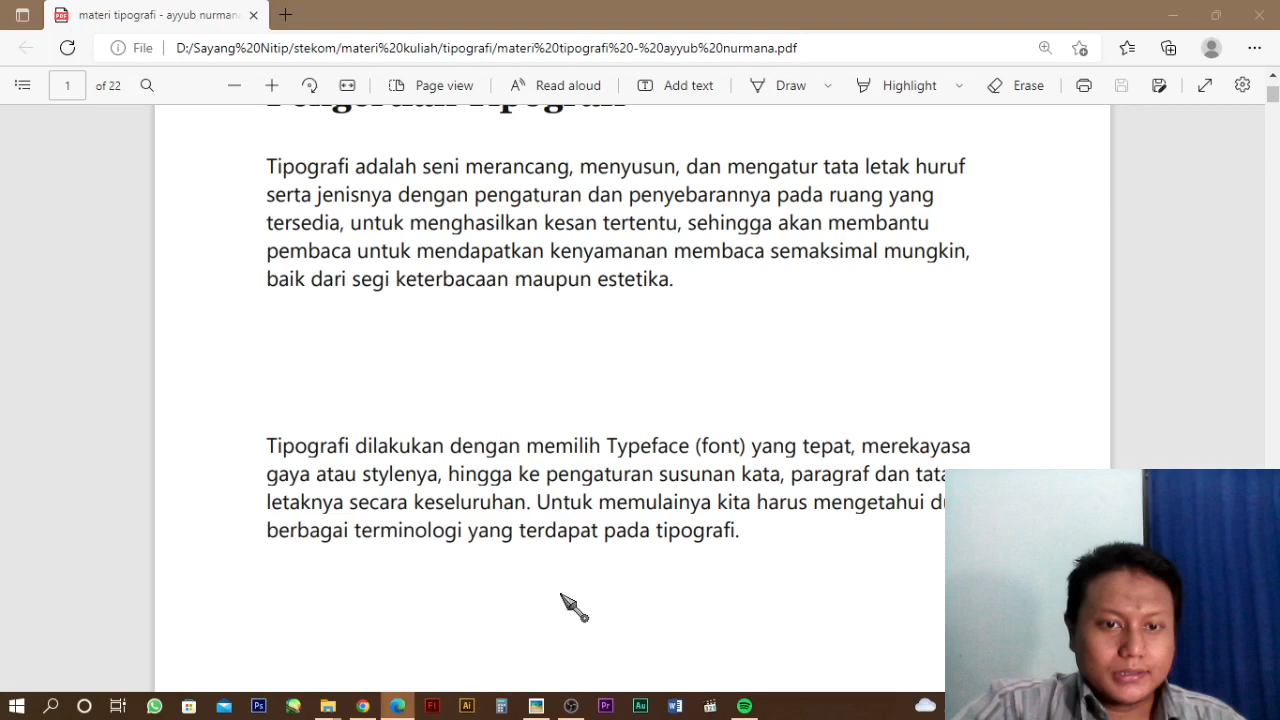 materi tipografi - ayyub nurmana
File
D:/Sayang%20Nitip/stekom/materi%20kuliah/tipografi/materi%20tipografi%20-%20ayyub%20nurmana.pdf
1 of 22
Page view
Read aloud
Add text
Draw
Highlight
Erase
Tipografi adalah seni merancang, menyusun, dan mengatur tata letak huruf
serta jenisnya dengan pengaturan dan penyebarannya pada ruang yang
tersedia, untuk menghasilkan kesan tertentu, sehingga akan membantu
pembaca untuk mendapatkan kenyamanan membaca semaksimal mungkin,
baik dari segi keterbacaan maupun estetika.
Tipografi dilakukan dengan memilih Typeface (font) yang tepat, merekayasa
gaya atau stylenya, hingga ke pengaturan susunan kata, paragraf dan tata
letaknya secara keseluruhan. Untuk memulainya kita harus mengetahui
berbagai terminologi yang terdapat pada tipografi.